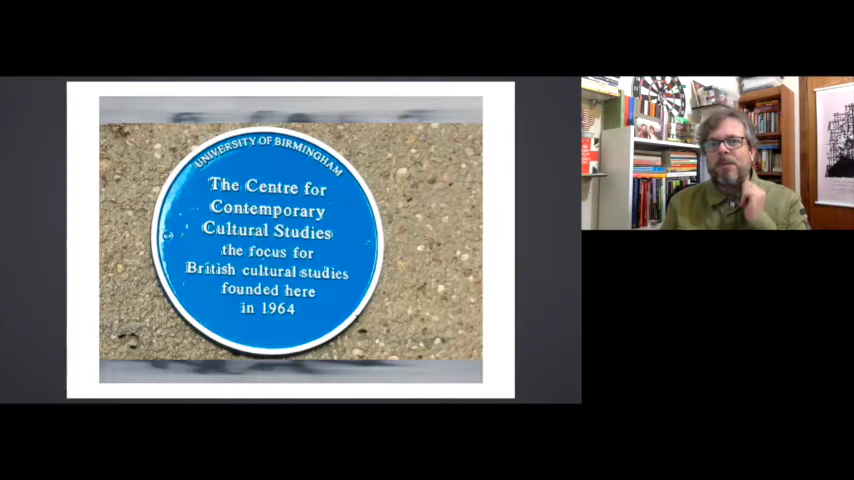 UNIVERSITY OF BIRMINGHAM
The Centre for
Contemporary
Cultural Studies
the focus for
British cultural studies
founded here
in 1964